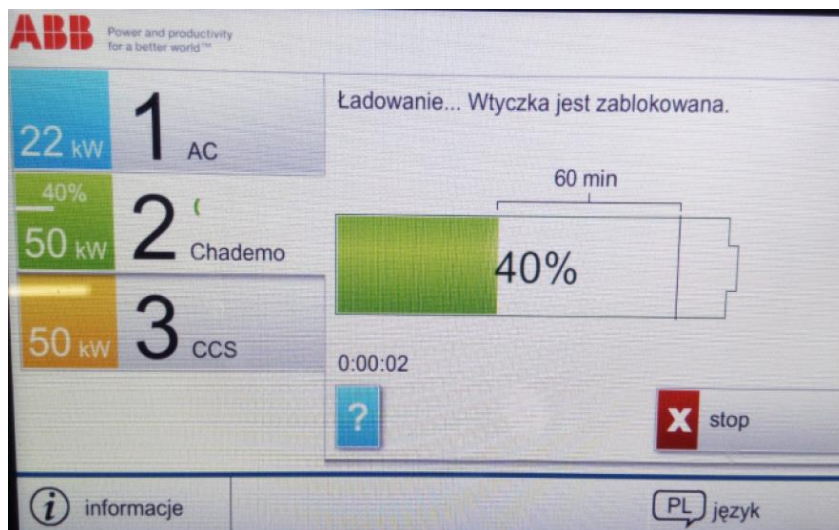 ABB
Power and productivity
for a better world™
22 kW
1
AC
40%
50 kW
2
Chademo
50 kW
3
CCS
Ładowanie... Wtyczka jest zablokowana.
60 min
40%
0:00:02
?
X stop
i informacje
PL język